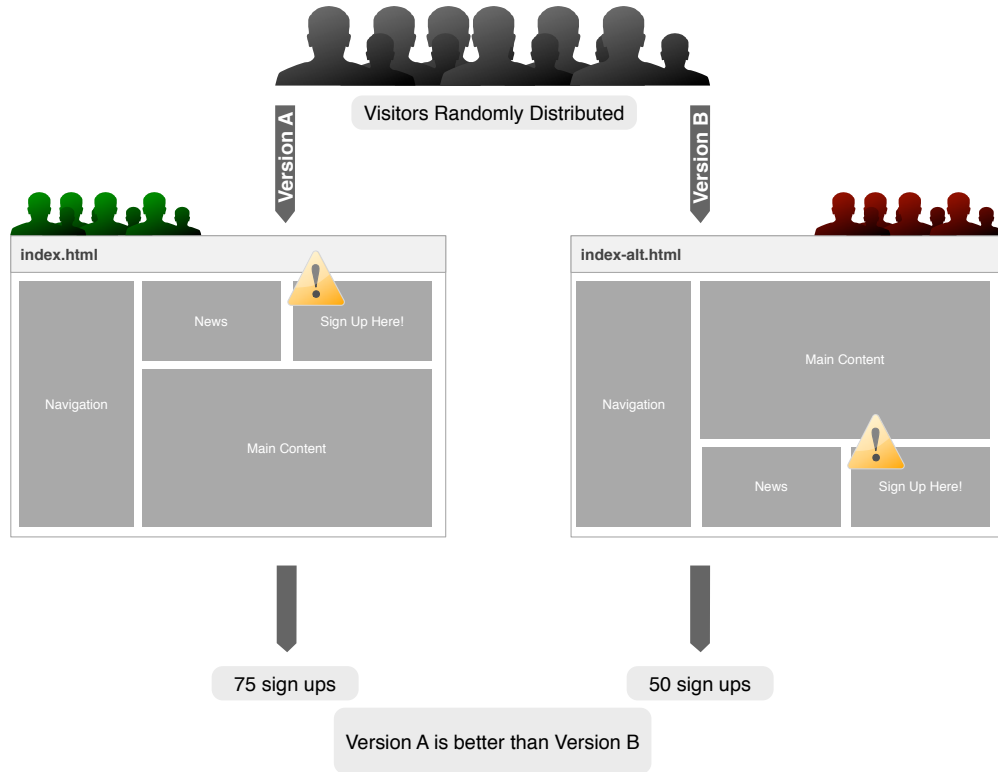 Visitors Randomly Distributed
Version A
Version B
index.html
News
Sign Up Here!
Navigation
Main Content
index-alt.html
Main Content
Navigation
News
Sign Up Here!
75 sign ups
50 sign ups
Version A is better than Version B